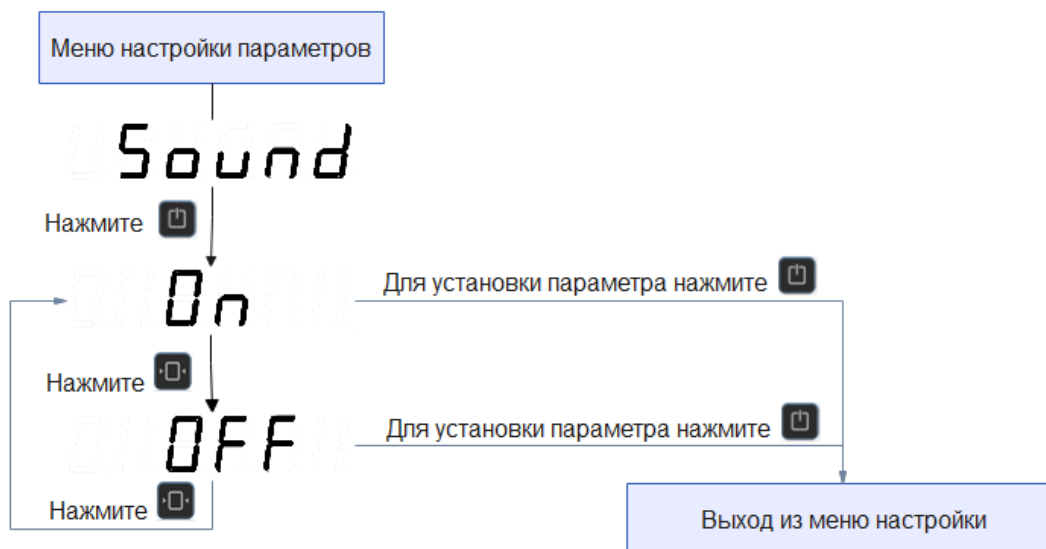 Меню настройки параметров
Sound
Нажмите
On
Для установки параметра нажмите
Нажмите
OFF
Для установки параметра нажмите
Нажмите
Выход из меню настройки